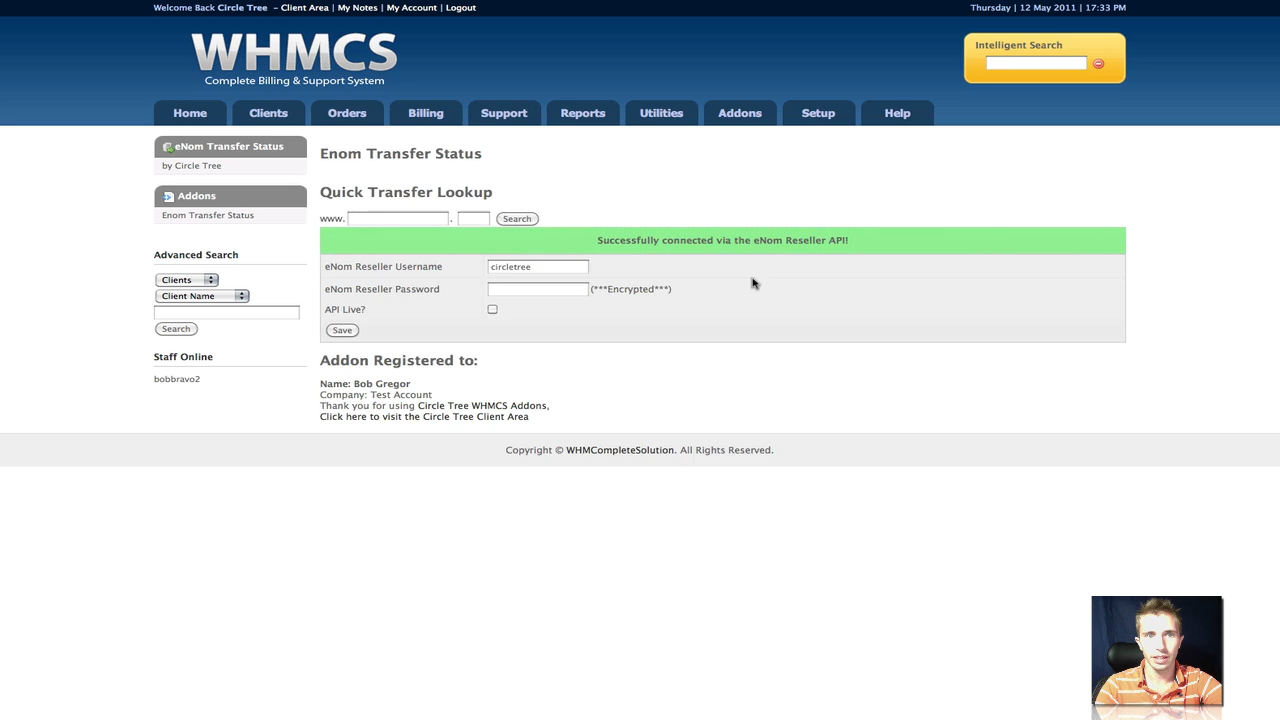 Welcome Back Circle Tree - Client Area | My Notes | My Account | Logout
Thursday | 12 May 2011 | 17:33 PM
WHMCS
Complete Billing & Support System
Intelligent Search
Home Clients Orders Billing Support Reports Utilities Addons Setup Help
eNom Transfer Status
by Circle Tree
Addons
Enom Transfer Status
Advanced Search
Clients
Client Name
Search
Staff Online
bobbravo2
Enom Transfer Status
Quick Transfer Lookup
www. . Search
Successfully connected via the eNom Reseller API!
eNom Reseller Username circletree
eNom Reseller Password (***Encrypted***)
API Live?
Save
Addon Registered to:
Name: Bob Gregor
Company: Test Account
Thank you for using Circle Tree WHMCS Addons,
Click here to visit the Circle Tree Client Area
Copyright © WHMCompleteSolution. All Rights Reserved.